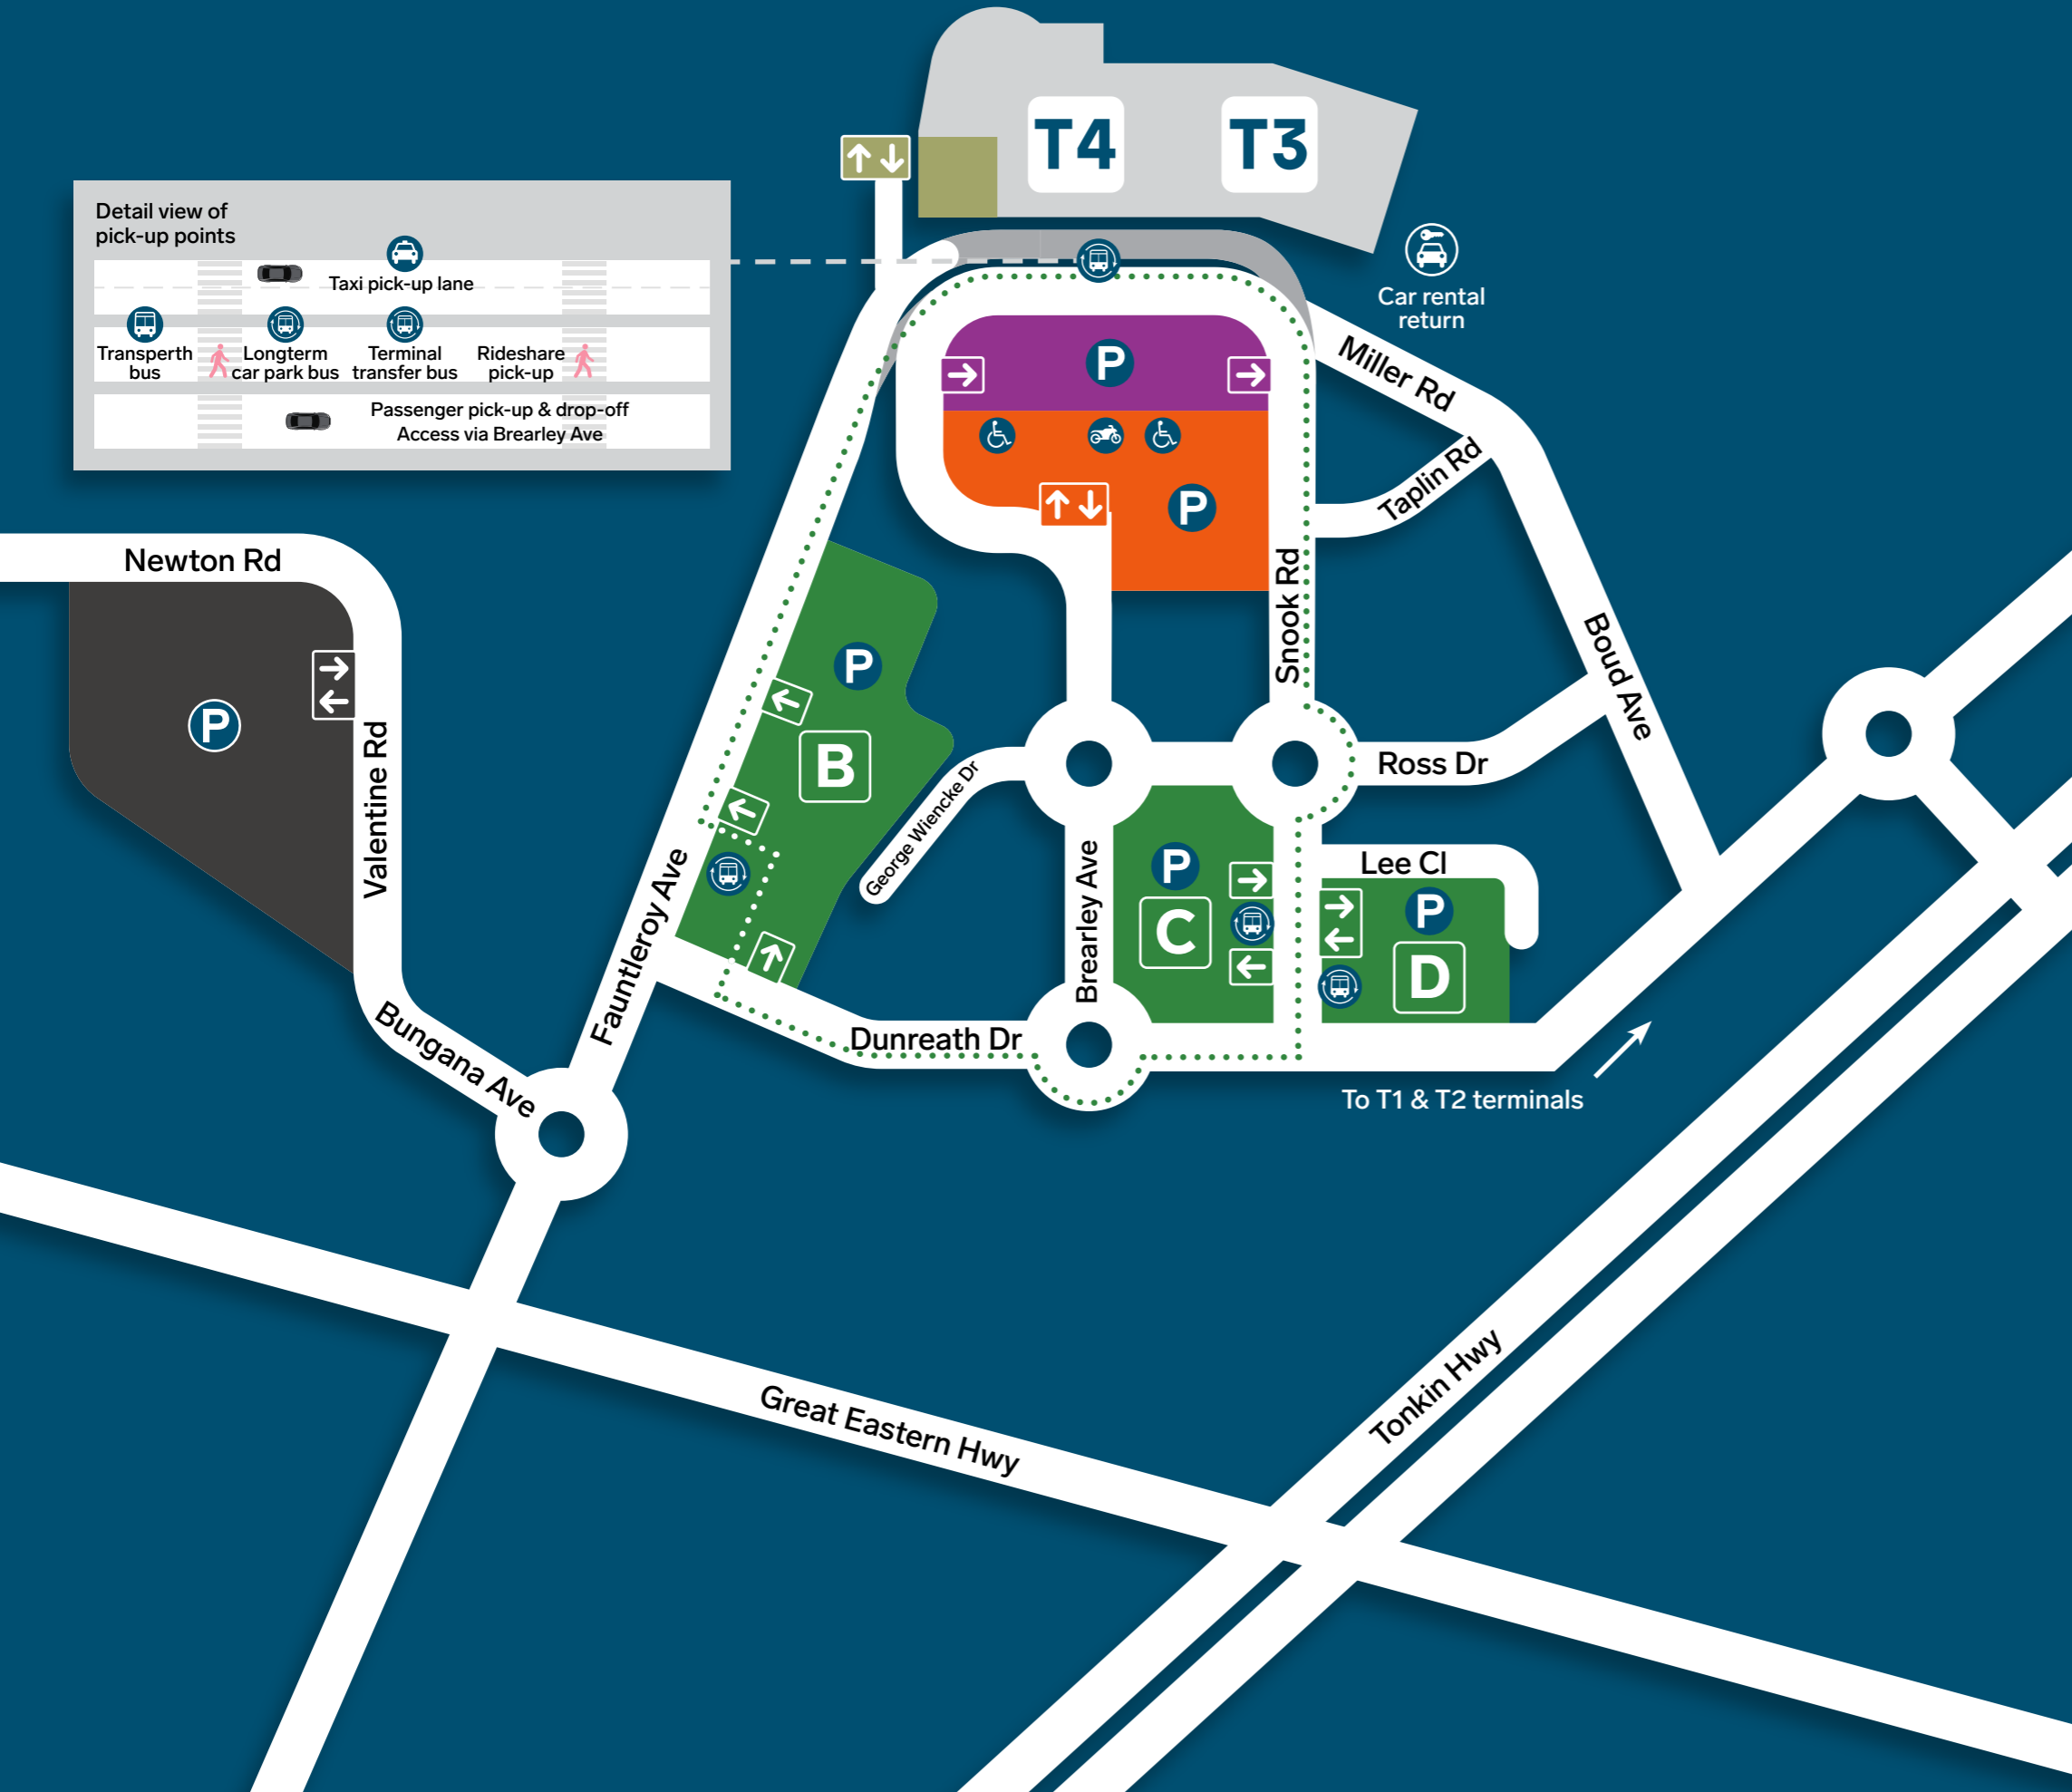 T4
T3
Detail view of
pick-up points
Taxi pick-up lane
Transperth
bus
Longterm
car park bus
Terminal
transfer bus
Rideshare
pick-up
Passenger pick-up & drop-off
Access via Brearley Ave
Car rental
return
Miller Rd
P
Taplin Rd
P
Newton Rd
Snook Rd
Boud Ave
P
P
B
Valentine Rd
George Wiencke Dr
Ross Dr
Fauntleroy Ave
Brearley Ave
P
C
Lee Cl
P
D
Bungana Ave
Dunreath Dr
To T1 & T2 terminals
Great Eastern Hwy
Tonkin Hwy